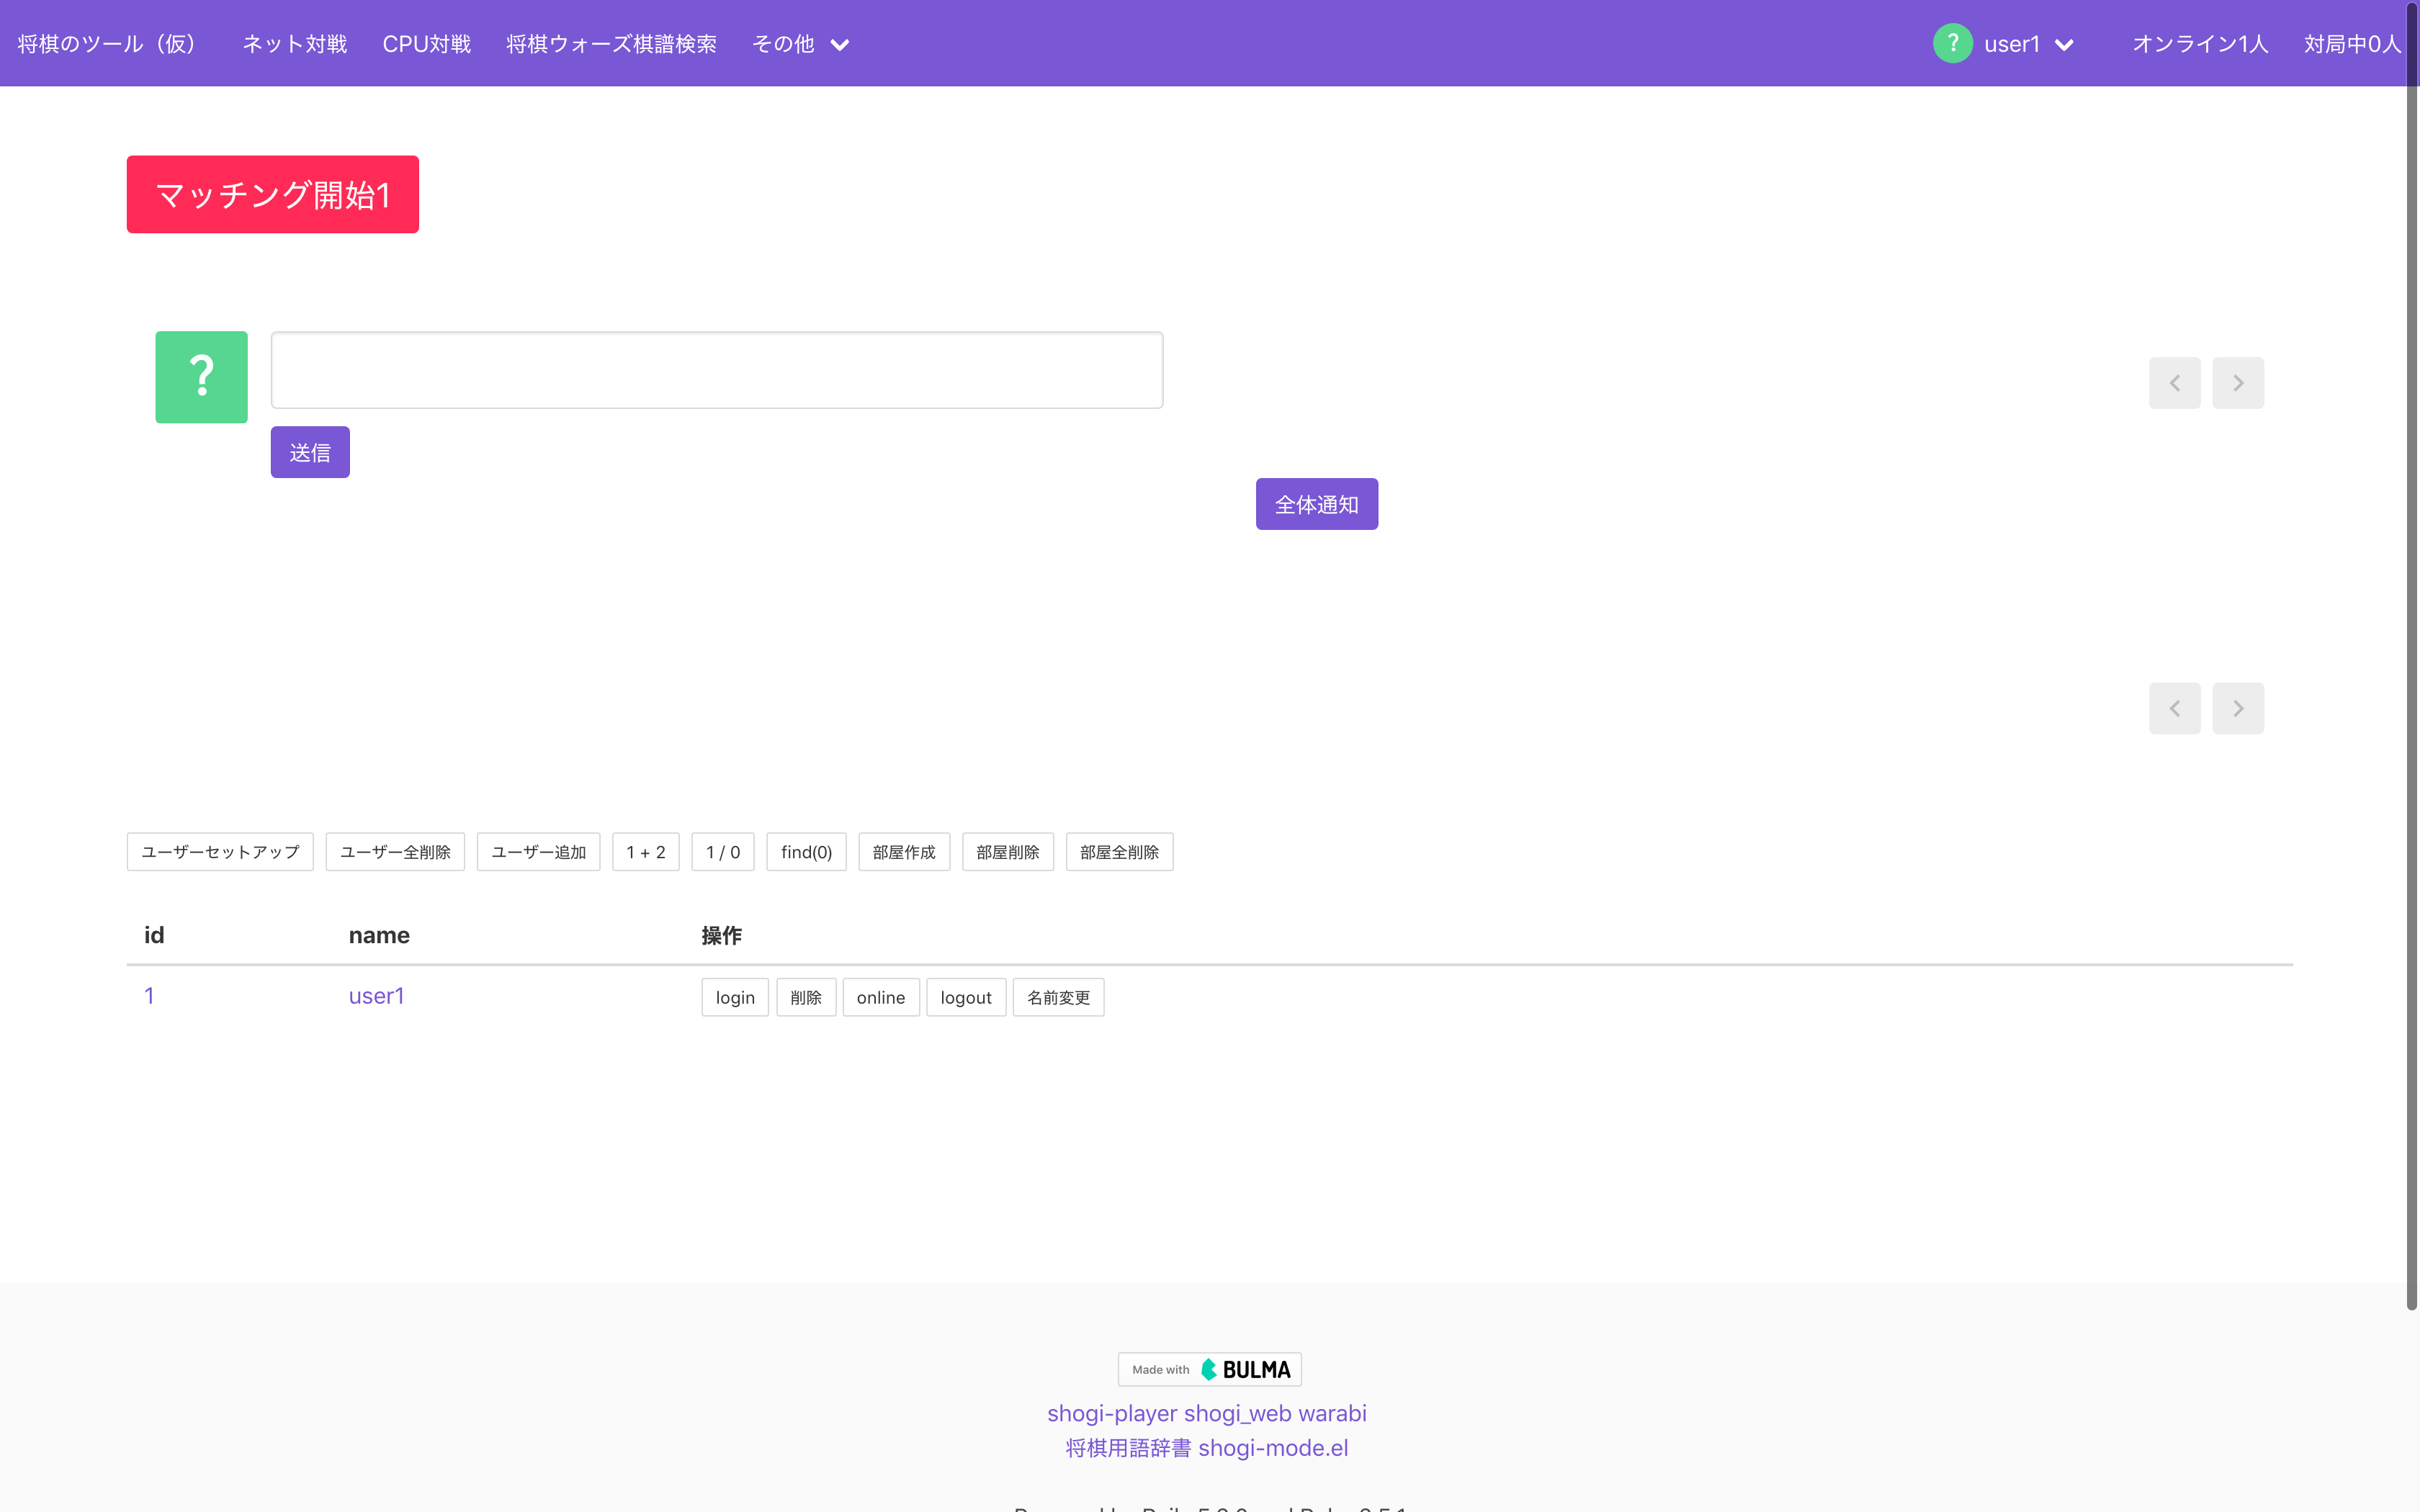 将棋のツール（仮） ネット対戦 CPU対戦 将棋ウォーズ棋譜検索 その他 ? user1 オンライン1人 対局中0人
マッチング開始1
?
送信
全体通知
ユーザーセットアップ ユーザー全削除 ユーザー追加 1 + 2 1 / 0 find(0) 部屋作成 部屋削除 部屋全削除
id name 操作
1 user1 login 削除 online logout 名前変更
Made with BULMA
shogi-player shogi_web warabi
将棋用語辞書 shogi-mode.el